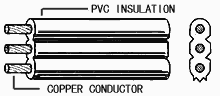 PVC INSULATION
COPPER CONDUCTOR